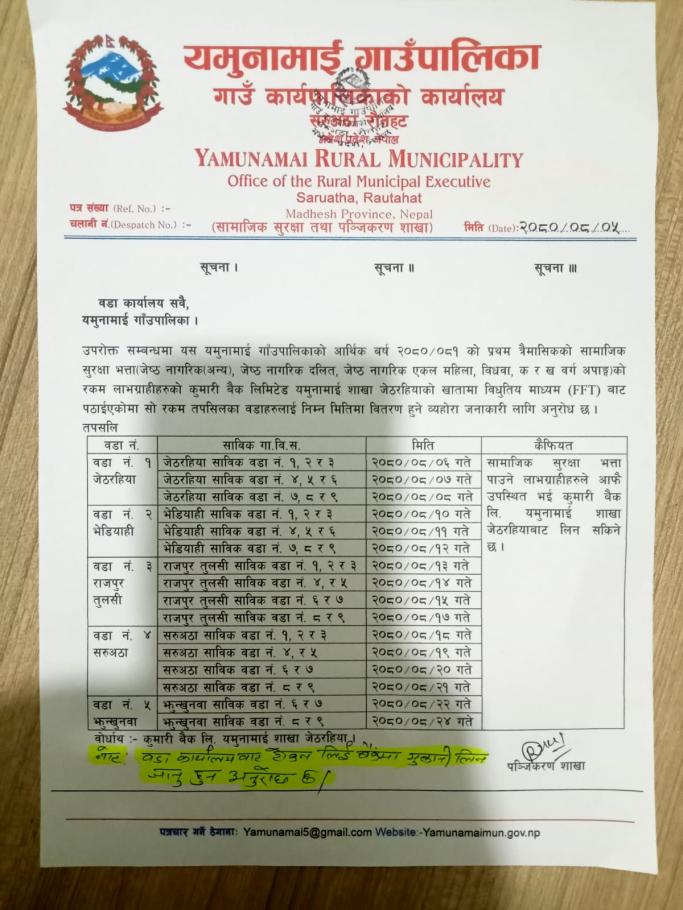 यमुनामाई गाउँपालिका
गाउँ कार्यपालिकाको कार्यालय
सरुअठा रौतहट
मधेश प्रदेश, नेपाल
YAMUNAMAI RURAL MUNICIPALITY
Office of the Rural Municipal Executive
Saruatha, Rautahat
Madhesh Province, Nepal
पत्र संख्या (Ref. No.) :-
चलानी नं.(Despatch No.) :- (सामाजिक सुरक्षा तथा पञ्जिकरण शाखा) मिति (Date):२०८०/०८/०५
सूचना । सूचना ॥ सूचना ॥।
वडा कार्यालय सवै,
यमुनामाई गाँउपालिका ।
उपरोक्त सम्बन्धमा यस यमुनामाई गाँउपालिकाको आर्थिक बर्ष २०८०/०८१ को प्रथम त्रैमासिकको सामाजिक
सुरक्षा भत्ता(जेष्ठ नागरिक(अन्य), जेष्ठ नागरिक दलित, जेष्ठ नागरिक एकल महिला, विधवा, क र ख वर्ग अपाङ्ग)को
रकम लाभग्राहीहरुको कुमारी बैक लिमिटेड यमुनामाई शाखा जेठरहियाको खातामा विधुतिय माध्यम (FFT) बाट
पठाईएकोमा सो रकम तपसिलका वडाहरुलाई निम्न मितिमा वितरण हुने व्यहोरा जनाकारी लागि अनुरोध छ ।
तपसलि
वडा नं. साविक गा.वि.स. मिति कैफियत
वडा नं. १ जेठरहिया साविक वडा नं. १, २ र ३ २०८०/०८/०६ गते सामाजिक सुरक्षा भत्ता
जेठरहिया जेठरहिया साविक वडा नं. ४, ५ र ६ २०८०/०८/०७ गते पाउने लाभग्राहीहरुले आफै
जेठरहिया साविक वडा नं. ७, ८ र ९ २०८०/०८/०८ गते उपस्थित भई कुमारी बैक
वडा नं. २ भेडियाही साविक वडा नं. १, २ र ३ २०८०/०८/१० गते लि. यमुनामाई शाखा
भेडियाही भेडियाही साविक वडा नं. ४, ५ र ६ २०८०/०८/११ गते जेठरहियाबाट लिन सकिने
भेडियाही साविक वडा नं. ७, ८ र ९ २०८०/०८/१२ गते छ ।
वडा नं. ३ राजपुर तुलसी साविक वडा नं. १, २ र ३ २०८०/०८/१३ गते
राजपुर राजपुर तुलसी साविक वडा नं. ४, र ५ २०८०/०८/१४ गते
तुलसी राजपुर तुलसी साविक वडा नं. ६ र ७ २०८०/०८/१५ गते
राजपुर तुलसी साविक वडा नं. ८ र ९ २०८०/०८/१७ गते
वडा नं. ४ सरुअठा साविक वडा नं. १, २ र ३ २०८०/०८/१८ गते
सरुअठा सरुअठा साविक वडा नं. ४, र ५ २०८०/०८/१९ गते
सरुअठा साविक वडा नं. ६ र ७ २०८०/०८/२० गते
सरुअठा साविक वडा नं. ८ र ९ २०८०/०८/२१ गते
वडा नं. ५ झुन्खुनवा साविक वडा नं. ६ र ७ २०८०/०८/२२ गते
झुन्खुनवा झुन्खुनवा साविक वडा नं. ८ र ९ २०८०/०८/२४ गते
वोर्धाथ :- कुमारी बैक लि. यमुनामाई शाखा जेठरहिया ।
नोट: वडा कार्यालय बाट टोकन लिई बैंकमा भुक्तानी लिन
जानु हुन अनुरोध छ ।
पञ्जिकरण शाखा
पत्रचार गर्ने ठेगानाः Yamunamai5@gmail.com Website:-Yamunamaimun.gov.np